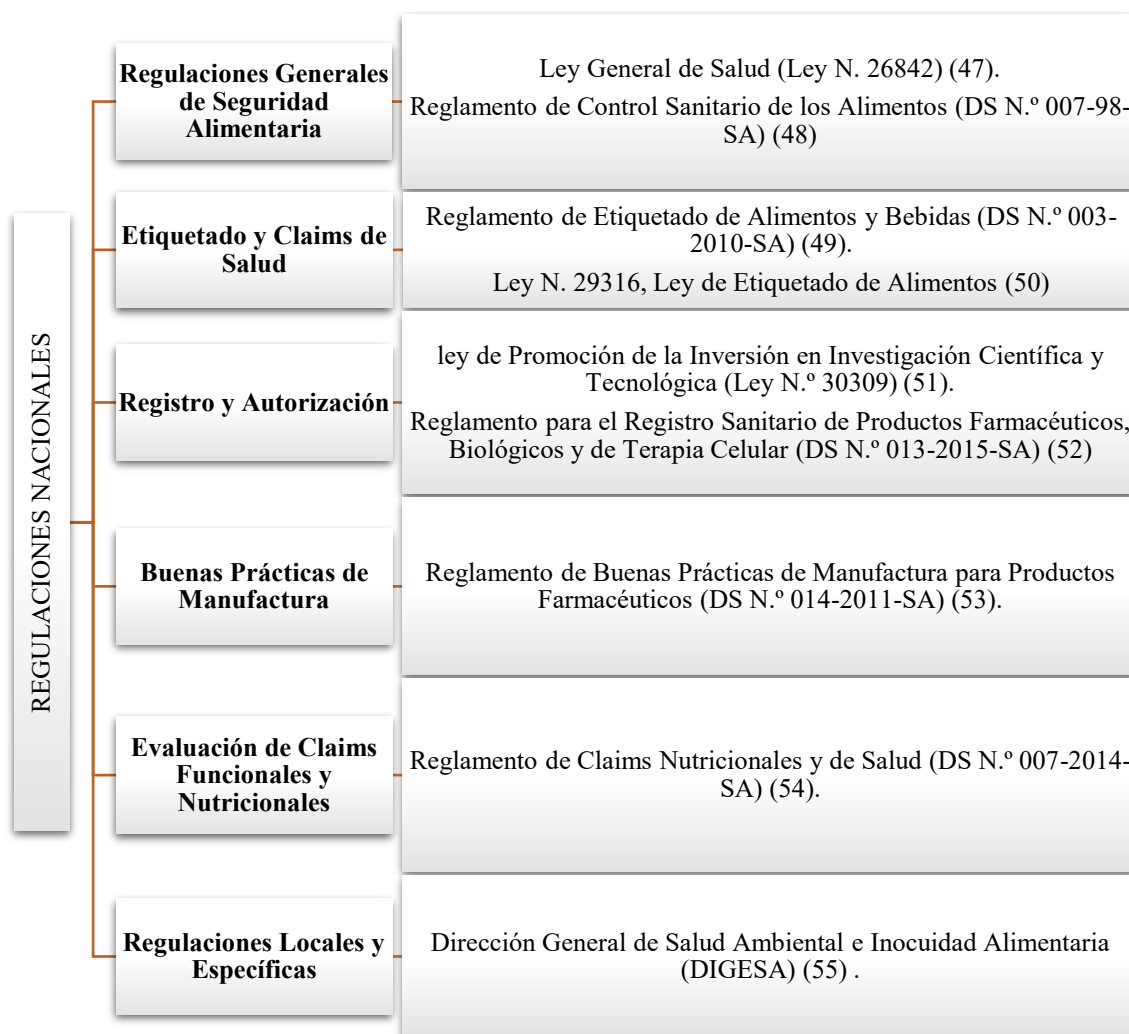 REGULACIONES NACIONALES
Regulaciones Generales
de Seguridad
Alimentaria
Ley General de Salud (Ley N. 26842) (47).
Reglamento de Control Sanitario de los Alimentos (DS N.º 007-98-
SA) (48)
Etiquetado y Claims de
Salud
Reglamento de Etiquetado de Alimentos y Bebidas (DS N.º 003-
2010-SA) (49).
Ley N. 29316, Ley de Etiquetado de Alimentos (50)
Registro y Autorización
ley de Promoción de la Inversión en Investigación Científica y
Tecnológica (Ley N.º 30309) (51).
Reglamento para el Registro Sanitario de Productos Farmacéuticos,
Biológicos y de Terapia Celular (DS N.º 013-2015-SA) (52)
Buenas Prácticas de
Manufactura
Reglamento de Buenas Prácticas de Manufactura para Productos
Farmacéuticos (DS N.º 014-2011-SA) (53).
Evaluación de Claims
Funcionales y
Nutricionales
Reglamento de Claims Nutricionales y de Salud (DS N.º 007-2014-
SA) (54).
Regulaciones Locales y
Específicas
Dirección General de Salud Ambiental e Inocuidad Alimentaria
(DIGESA) (55) .